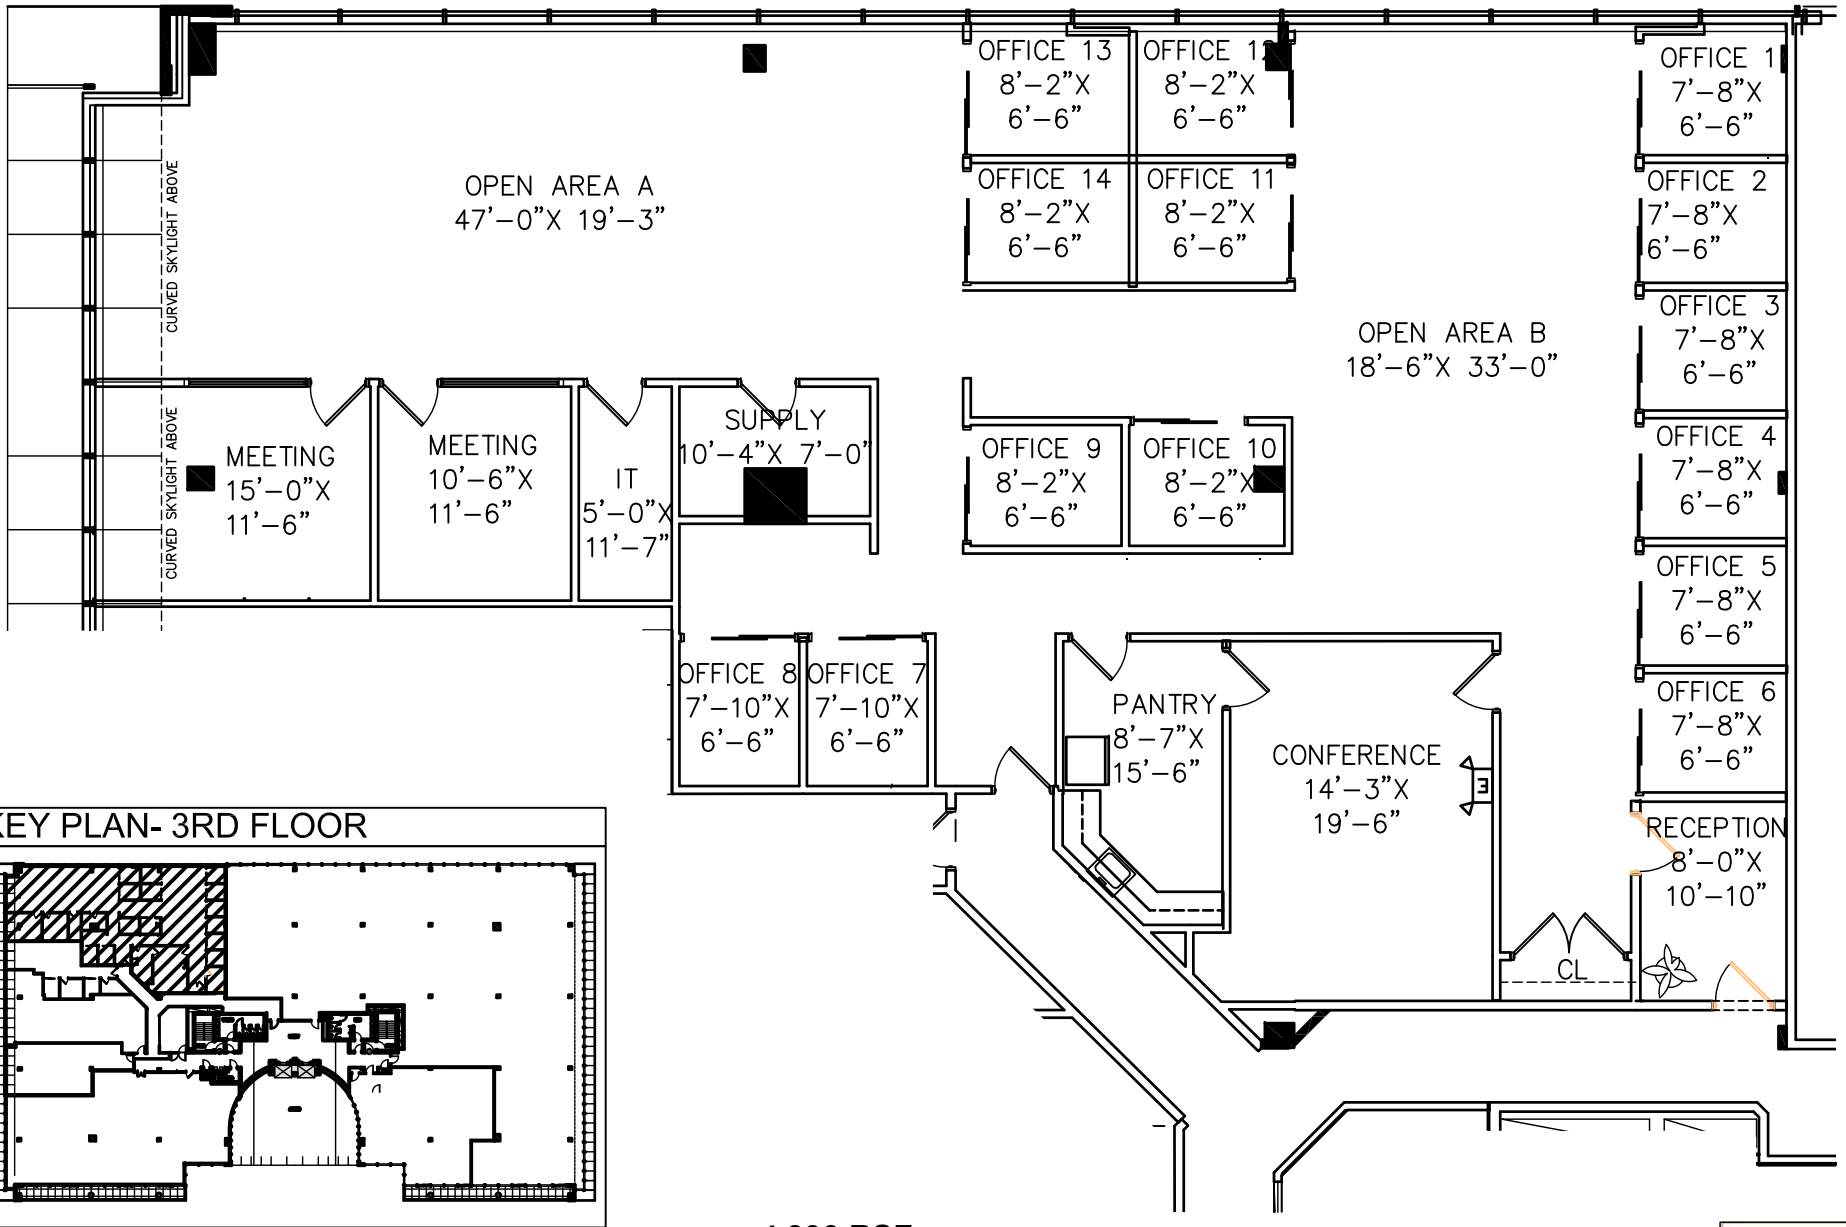 OFFICE 13
8'-2"X
6'-6"
OFFICE 12
8'-2"X
6'-6"
OFFICE 1
7'-8"X
6'-6"
OPEN AREA A
47'-0"X 19'-3"
OFFICE 14
8'-2"X
6'-6"
OFFICE 11
8'-2"X
6'-6"
OFFICE 2
7'-8"X
6'-6"
CURVED SKYLIGHT ABOVE
OPEN AREA B
18'-6"X 33'-0"
OFFICE 3
7'-8"X
6'-6"
CURVED SKYLIGHT ABOVE
MEETING
15'-0"X
11'-6"
MEETING
10'-6"X
11'-6"
IT
5'-0"X
11'-7"
SUPPLY
10'-4"X 7'-0"
OFFICE 9
8'-2"X
6'-6"
OFFICE 10
8'-2"X
6'-6"
OFFICE 4
7'-8"X
6'-6"
OFFICE 5
7'-8"X
6'-6"
OFFICE 8
7'-10"X
6'-6"
OFFICE 7
7'-10"X
6'-6"
PANTRY
8'-7"X
15'-6"
CONFERENCE
14'-3"X
19'-6"
E
OFFICE 6
7'-8"X
6'-6"
RECEPTION
8'-0"X
10'-10"
CL
KEY PLAN- 3RD FLOOR